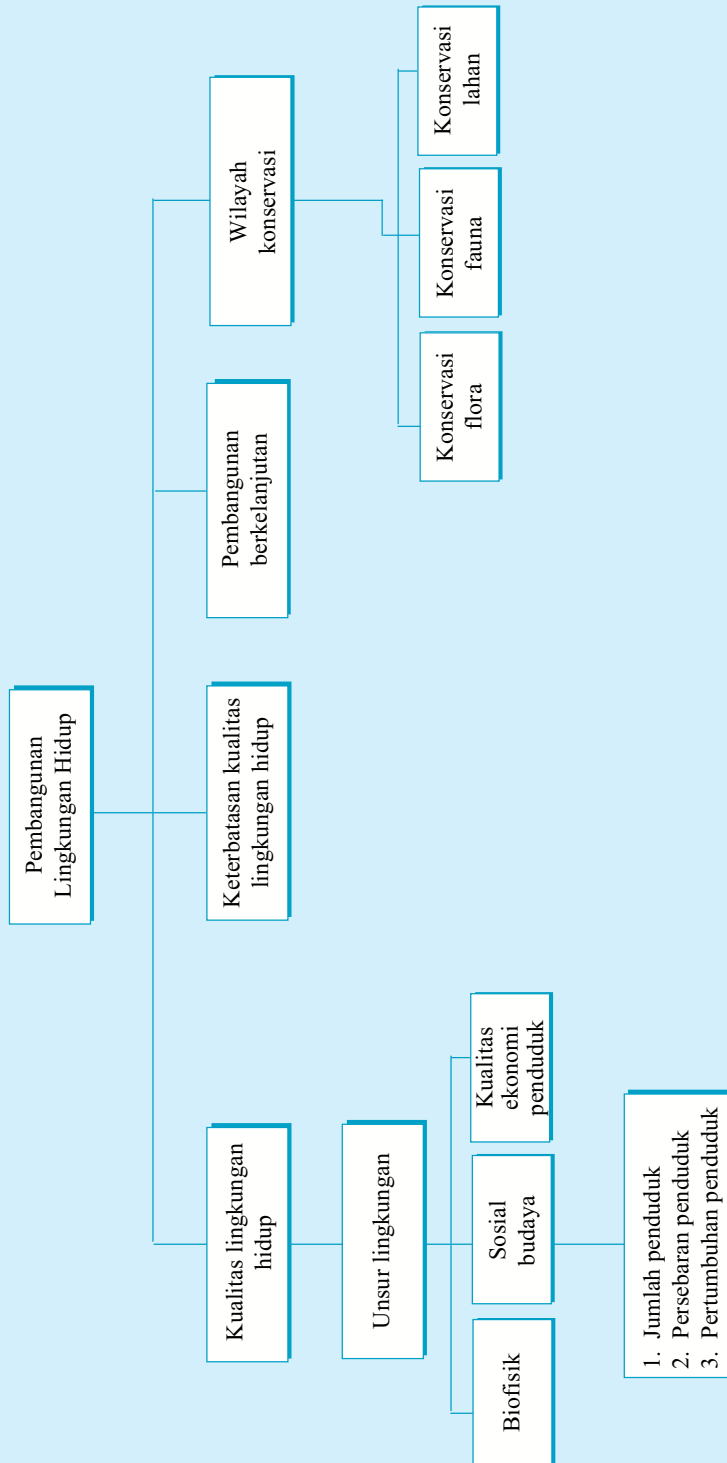 Pembangunan
Lingkungan Hidup
Kualitas lingkungan
hidup
Keterbatasan kualitas
lingkungan hidup
Pembangunan
berkelanjutan
Wilayah
konservasi
Unsur lingkungan
Biofisik
Sosial
budaya
Kualitas
ekonomi
penduduk
Konservasi
flora
Konservasi
fauna
Konservasi
lahan
1. Jumlah penduduk
2. Persebaran penduduk
3. Pertumbuhan penduduk